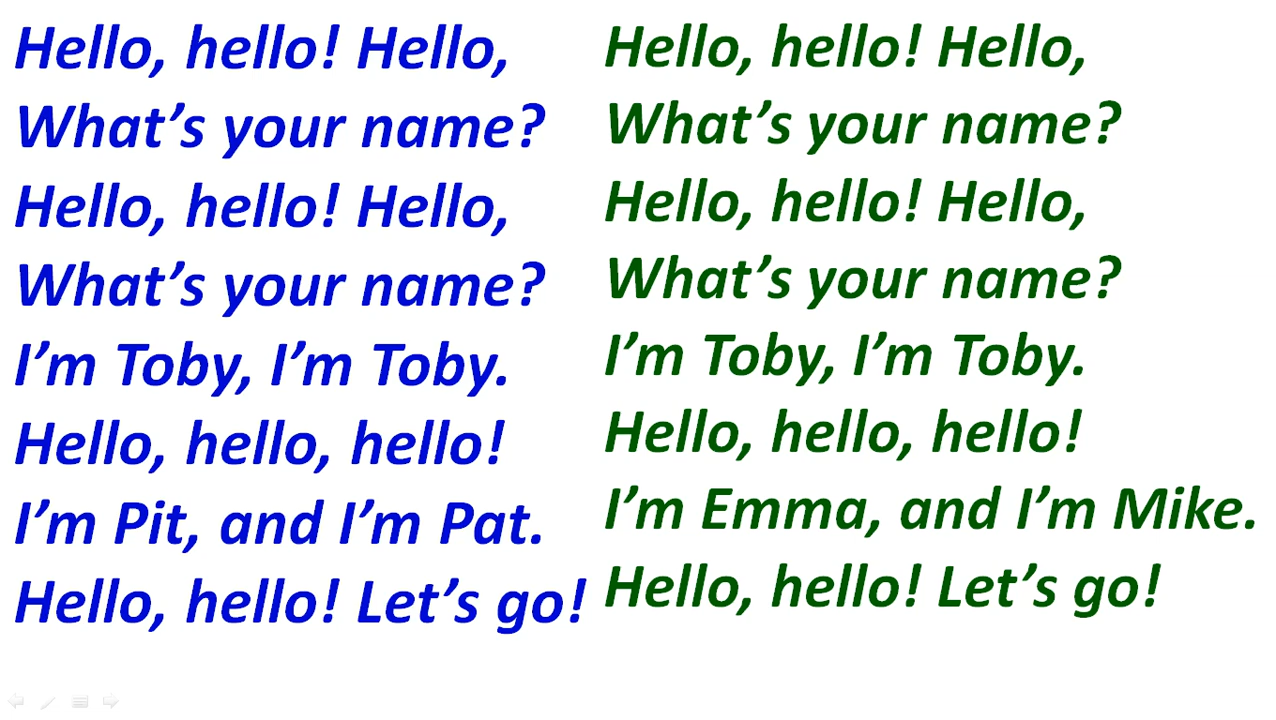 Hello, hello! Hello,
What’s your name?
Hello, hello! Hello,
What’s your name?
I’m Toby, I’m Toby.
Hello, hello, hello!
I’m Pit, and I’m Pat.
Hello, hello! Let’s go!
Hello, hello! Hello,
What’s your name?
Hello, hello! Hello,
What’s your name?
I’m Toby, I’m Toby.
Hello, hello, hello!
I’m Emma, and I’m Mike.
Hello, hello! Let’s go!